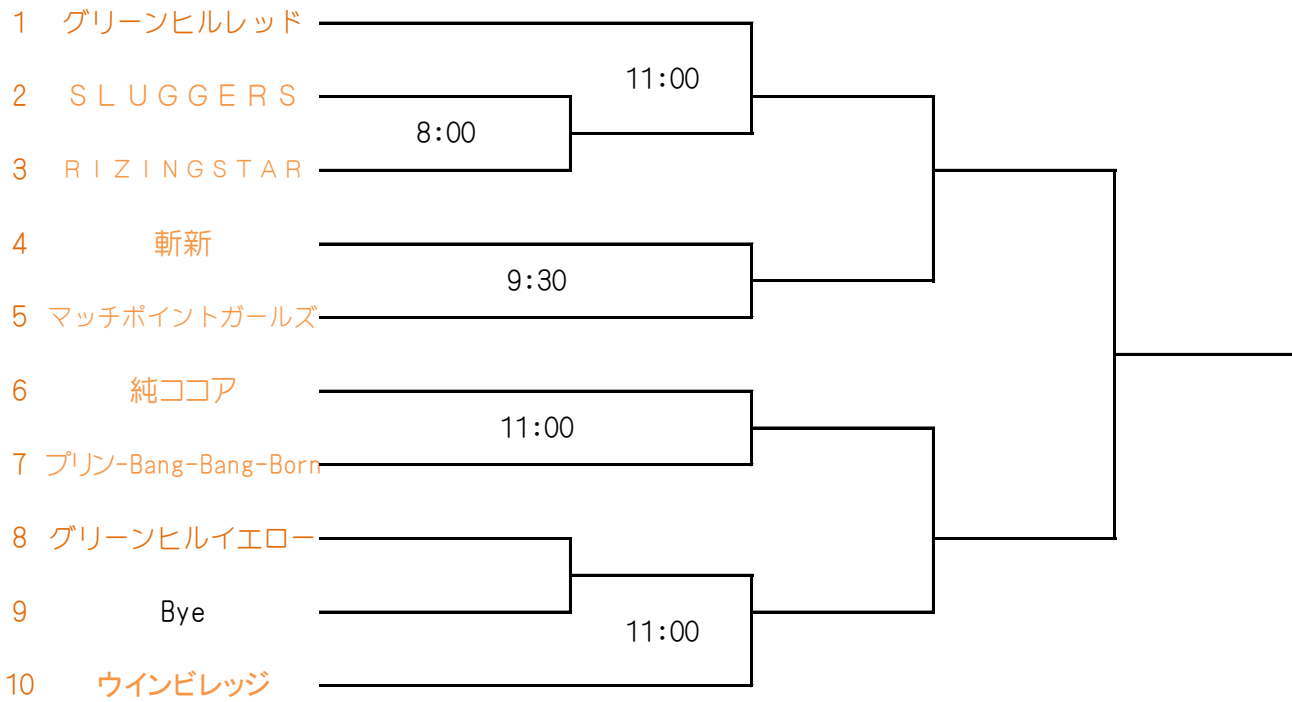 1 グリーンヒルレッド
11:00
2 ＳＬＵＧＧＥＲＳ
8:00
3 ＲＩＺＩＮＧＳＴＡＲ
4 斬新
9:30
5 マッチポイントガールズ
6 純ココア
11:00
7 プリン-Bang-Bang-Born
8 グリーンヒルイエロー
9 Bye
11:00
10 ウインビレッジ